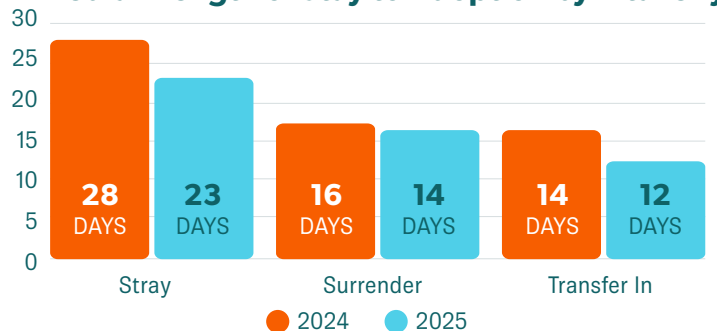 30
25
20
15
10
5
0
28
DAYS
23
DAYS
16
DAYS
14
DAYS
14
DAYS
12
DAYS
Stray
Surrender
Transfer In
2024
2025